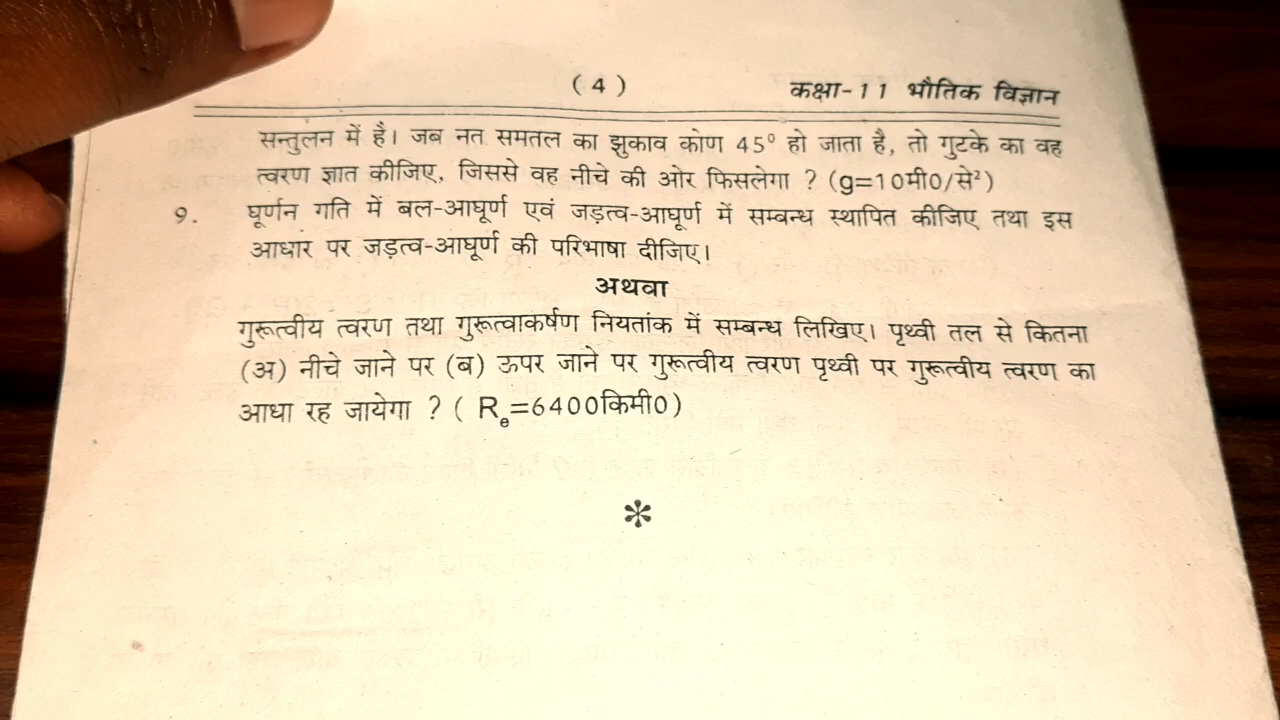 ( 4 ) कक्षा-11 भौतिक विज्ञान
सन्तुलन में है। जब नत समतल का झुकाव कोण 45° हो जाता है, तो गुटके का वह
त्वरण ज्ञात कीजिए, जिससे वह नीचे की ओर फिसलेगा ? (g=10मी0/से²)
9. घूर्णन गति में बल-आघूर्ण एवं जड़त्व-आघूर्ण में सम्बन्ध स्थापित कीजिए तथा इस
आधार पर जड़त्व-आघूर्ण की परिभाषा दीजिए।
अथवा
गुरूत्वीय त्वरण तथा गुरूत्वाकर्षण नियतांक में सम्बन्ध लिखिए। पृथ्वी तल से कितना
(अ) नीचे जाने पर (ब) ऊपर जाने पर गुरूत्वीय त्वरण पृथ्वी पर गुरूत्वीय त्वरण का
आधा रह जायेगा ? ( Rₑ=6400किमी0)